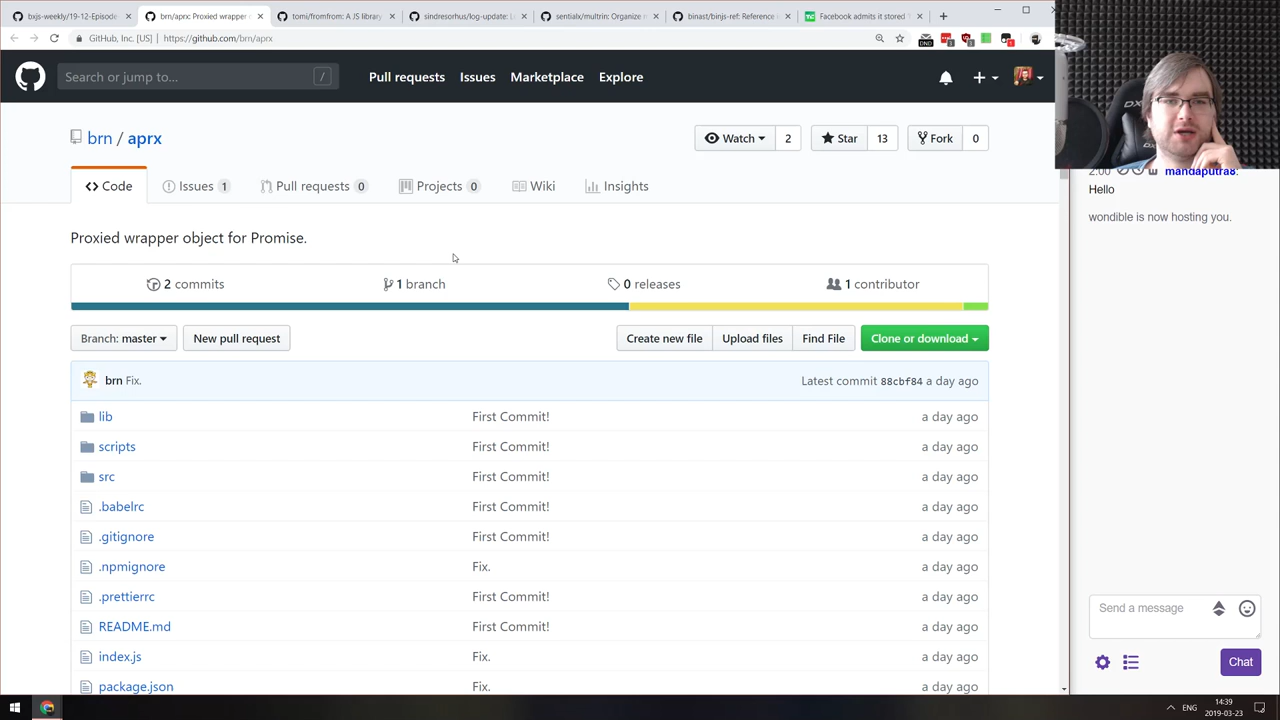 bxjs-weekly/19-12-Episode
brn/aprx: Proxied wrapper
tomi/fromfrom: A JS library
sindresorhus/log-update: L
sentialx/multrin: Organize m
binast/binjs-ref: Reference
Facebook admits it stored
GitHub, Inc. [US] | https://github.com/brn/aprx
DND
Search or jump to...
/
Pull requests
Issues
Marketplace
Explore
brn / aprx
Watch 2
Star 13
Fork 0
Code
Issues 1
Pull requests 0
Projects 0
Wiki
Insights
Proxied wrapper object for Promise.
2 commits
1 branch
0 releases
1 contributor
Branch: master
New pull request
Create new file
Upload files
Find File
Clone or download
brn Fix.
Latest commit 88cbf84 a day ago
lib First Commit! a day ago
scripts First Commit! a day ago
src First Commit! a day ago
.babelrc First Commit! a day ago
.gitignore First Commit! a day ago
.npmignore Fix. a day ago
.prettierrc First Commit! a day ago
README.md First Commit! a day ago
index.js Fix. a day ago
package.json Fix. a day ago
2:00 mandaputra8:
Hello
wondible is now hosting you.
Send a message
Chat
ENG
14:39
2019-03-23